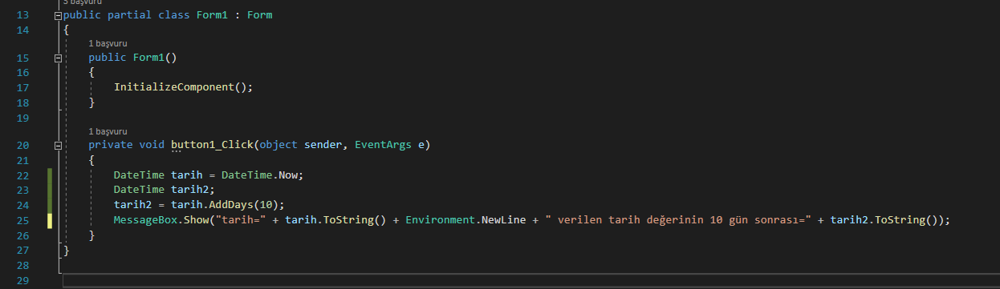 3 başvuru
13 public partial class Form1 : Form
14 {
1 başvuru
15 public Form1()
16 {
17 InitializeComponent();
18 }
19
1 başvuru
20 private void button1_Click(object sender, EventArgs e)
21 {
22 DateTime tarih = DateTime.Now;
23 DateTime tarih2;
24 tarih2 = tarih.AddDays(10);
25 MessageBox.Show("tarih=" + tarih.ToString() + Environment.NewLine + " verilen tarih değerinin 10 gün sonrası=" + tarih2.ToString());
26 }
27 }
28
29